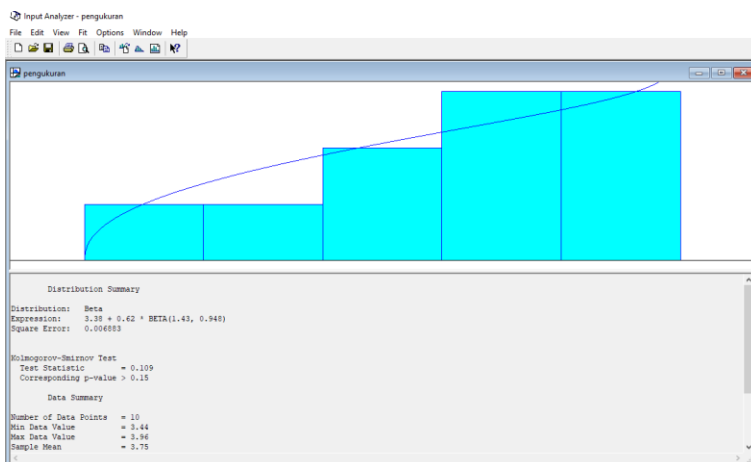 Input Analyzer - pengukuran
File Edit View Fit Options Window Help
pengukuran
Distribution Summary
Distribution: Beta
Expression: 3.38 + 0.62 * BETA(1.43, 0.948)
Square Error: 0.006883
Kolmogorov-Smirnov Test
Test Statistic = 0.109
Corresponding p-value > 0.15
Data Summary
Number of Data Points = 10
Min Data Value = 3.44
Max Data Value = 3.96
Sample Mean = 3.75